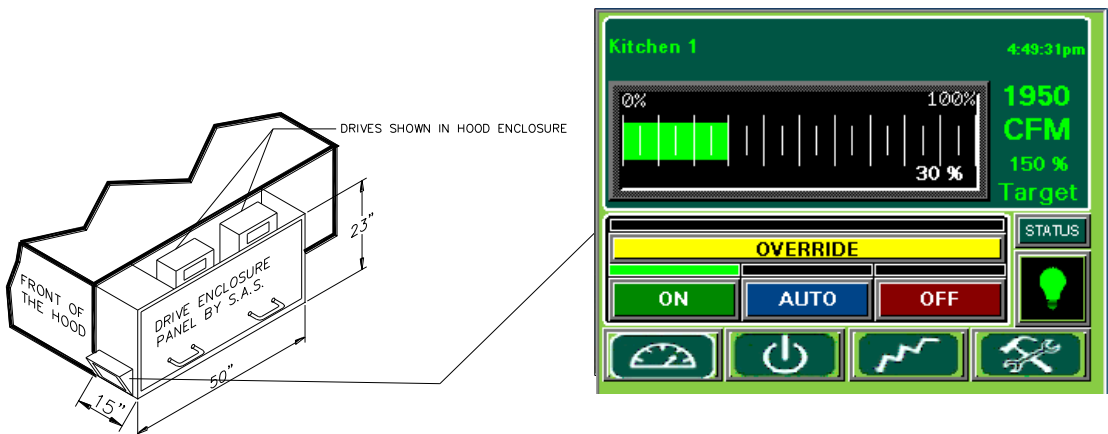 DRIVES SHOWN IN HOOD ENCLOSURE
23"
FRONT OF
THE HOOD
DRIVE ENCLOSURE
PANEL BY S.A.S.
50"
15"
Kitchen 1
4:49:31pm
0%
100%
30 %
1950
CFM
150 %
Target
STATUS
OVERRIDE
ON
AUTO
OFF